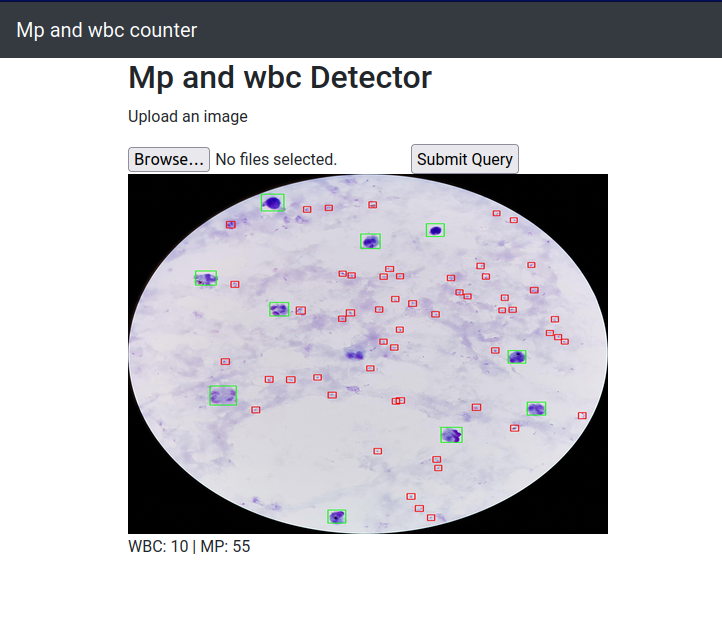 Mp and wbc counter
Mp and wbc Detector
Upload an image
Browse... No files selected. Submit Query
WBC: 10 | MP: 55